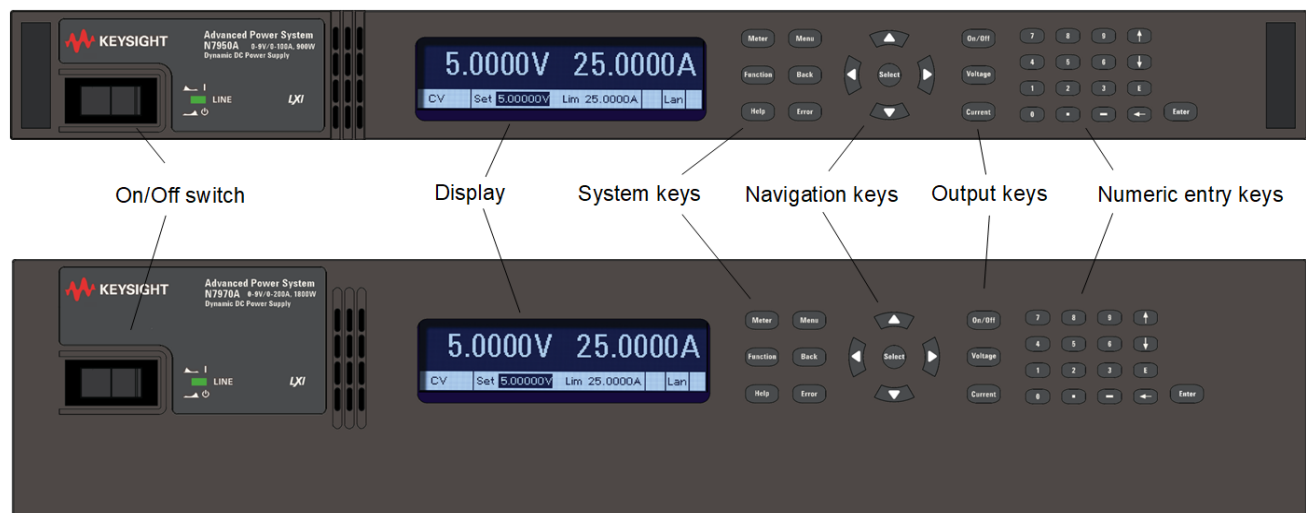 KEYSIGHT
Advanced Power System
N7950A 0-9V/0-100A, 900W
Dynamic DC Power Supply
I
LINE
LXI
5.0000V 25.0000A
CV Set 5.00000V Lim 25.0000A Lan
Meter Menu
Function Back
Help Error
Select
On/Off
Voltage
Current
7 8 9 ↑
4 5 6 ↓
1 2 3 E
0 . – ← Enter
On/Off switch
Display
System keys
Navigation keys
Output keys
Numeric entry keys
KEYSIGHT
Advanced Power System
N7970A 0-9V/0-200A, 1800W
Dynamic DC Power Supply
I
LINE
LXI
5.0000V 25.0000A
CV Set 5.00000V Lim 25.0000A Lan
Meter Menu
Function Back
Help Error
Select
On/Off
Voltage
Current
7 8 9 ↑
4 5 6 ↓
1 2 3 E
0 . – ← Enter